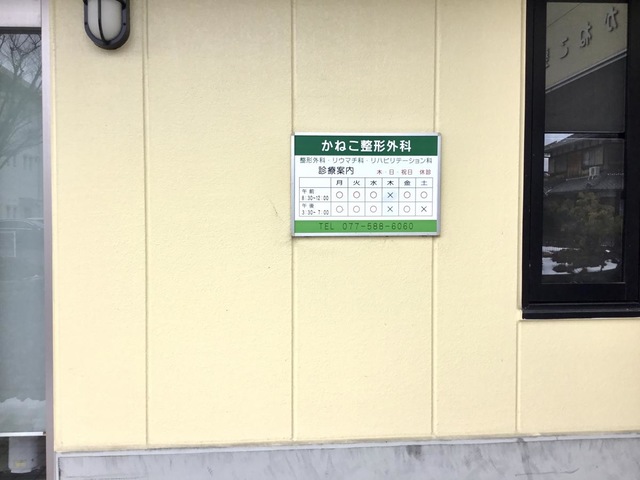 かねこ整形外科
整形外科・リウマチ科・リハビリテーション科
診療案内 木 日・祝日 休診
月 火 水 木 金 土
午前 8:30~12:00 ○ ○ ○ × ○ ○
午後 3:30~7:00 ○ ○ ○ × ○ ×
TEL 077-588-6060